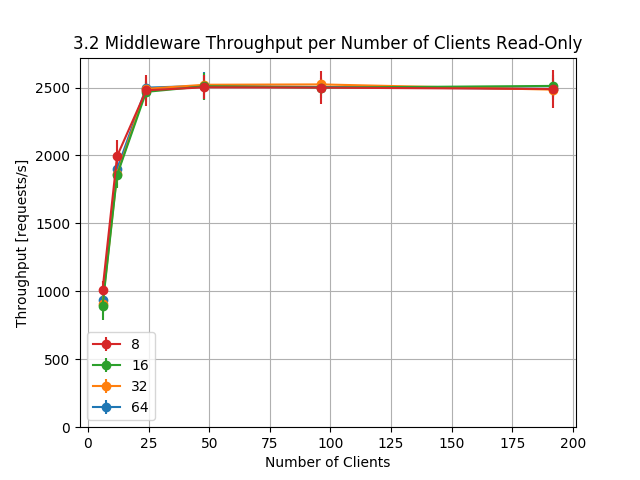 3.2 Middleware Throughput per Number of Clients Read-Only
Throughput [requests/s]
2500
2000
1500
1000
500
0
8
16
32
64
0 25 50 75 100 125 150 175 200
Number of Clients